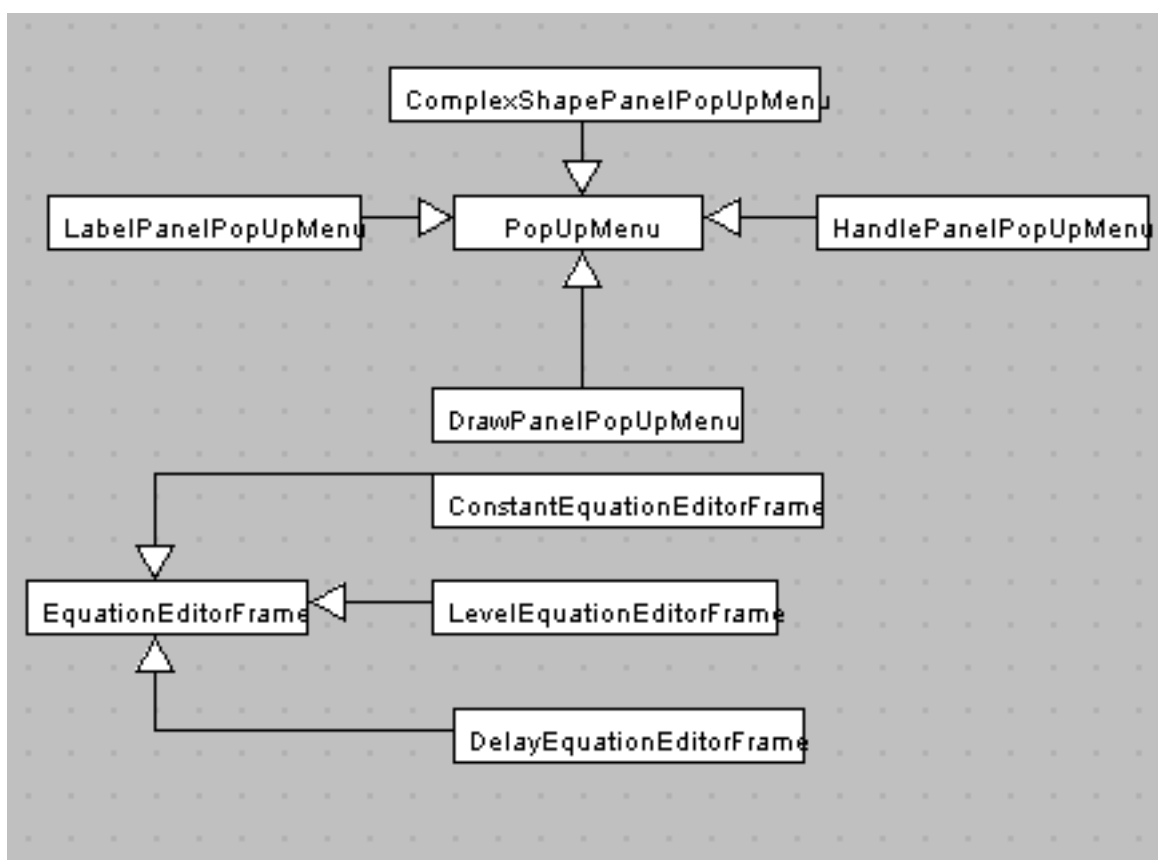 ComplexShapePanelPopUpMenu
LabelPanelPopUpMenu
PopUpMenu
HandlePanelPopUpMenu
DrawPanelPopUpMenu
ConstantEquationEditorFrame
EquationEditorFrame
LevelEquationEditorFrame
DelayEquationEditorFrame